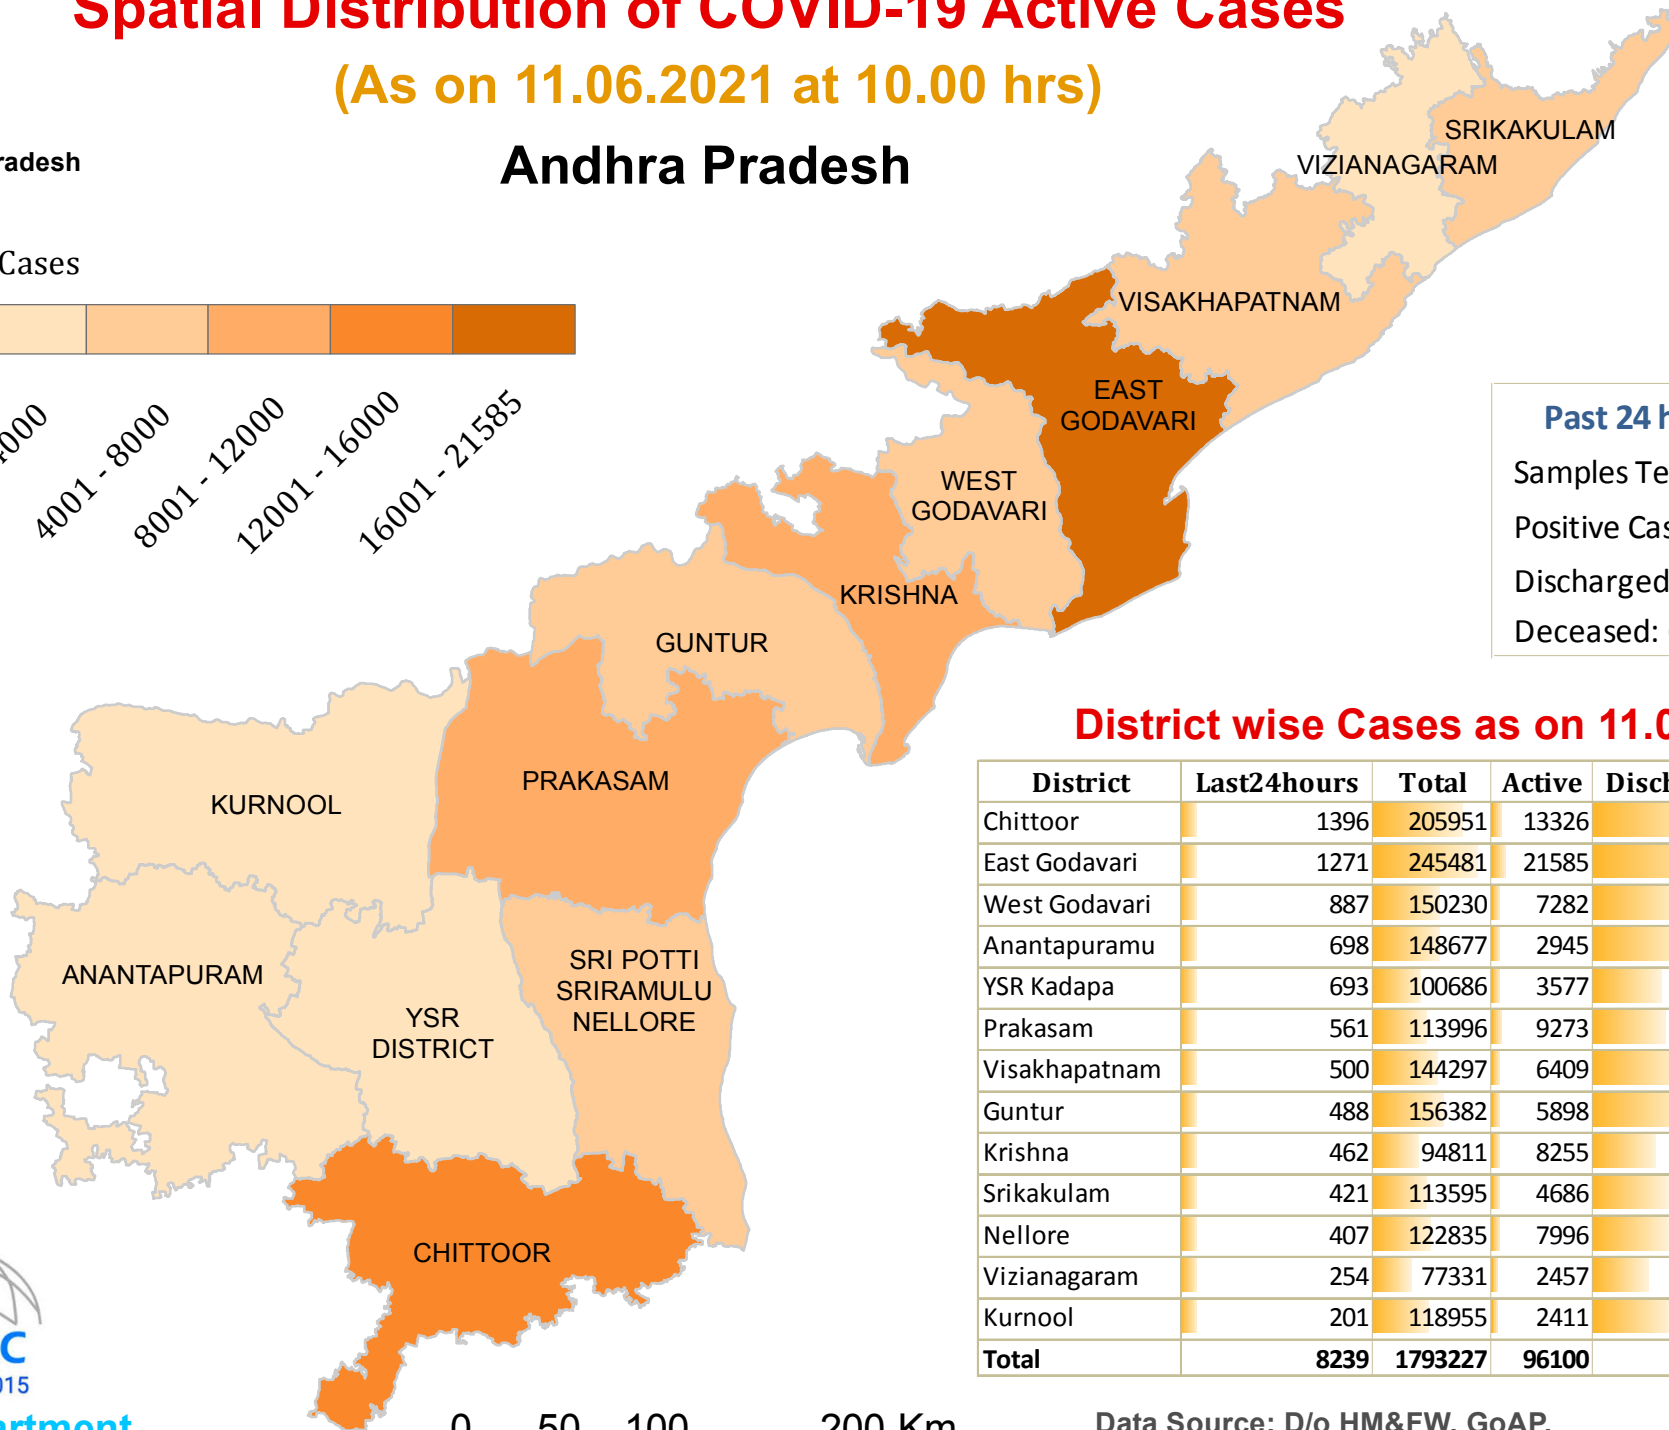 Spatial Distribution of COVID-19 Active Cases
(As on 11.06.2021 at 10.00 hrs)
Andhra Pradesh
radesh
Cases
4001 - 8000
8001 - 12000
12001 - 16000
16001 - 21585
SRIKAKULAM
VIZIANAGARAM
VISAKHAPATNAM
EAST
GODAVARI
WEST
GODAVARI
KRISHNA
GUNTUR
PRAKASAM
KURNOOL
ANANTAPURAM
YSR
DISTRICT
SRI POTTI
SRIRAMULU
NELLORE
CHITTOOR
Past 24 h
Samples Te
Positive Cas
Discharged
Deceased:
District wise Cases as on 11.0
District Last24hours Total Active Disch
Chittoor 1396 205951 13326
East Godavari 1271 245481 21585
West Godavari 887 150230 7282
Anantapuramu 698 148677 2945
YSR Kadapa 693 100686 3577
Prakasam 561 113996 9273
Visakhapatnam 500 144297 6409
Guntur 488 156382 5898
Krishna 462 94811 8255
Srikakulam 421 113595 4686
Nellore 407 122835 7996
Vizianagaram 254 77331 2457
Kurnool 201 118955 2411
Total 8239 1793227 96100
C
015
artment
0 50 100 200 Km
Data Source: D/o HM&FW, GoAP.